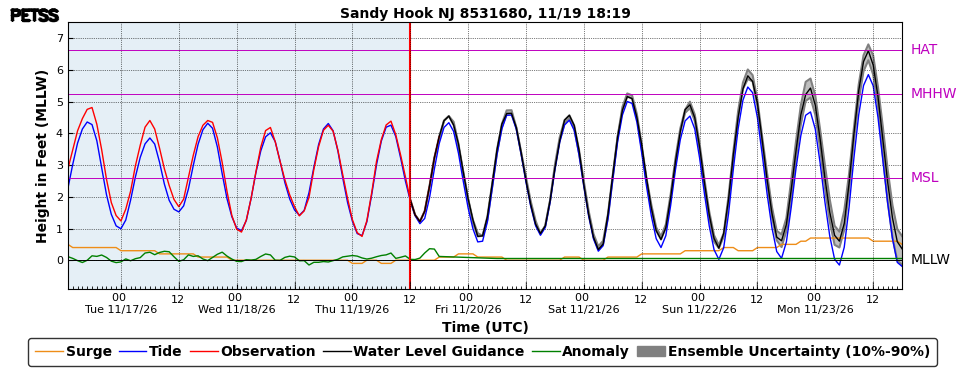 PETSS
Sandy Hook NJ 8531680, 11/19 18:19
Height in Feet (MLLW)
7
6
5
4
3
2
1
0
HAT
MHHW
MSL
MLLW
00 12 00 12 00 12 00 12 00 12 00 12 00 12
Tue 11/17/26 Wed 11/18/26 Thu 11/19/26 Fri 11/20/26 Sat 11/21/26 Sun 11/22/26 Mon 11/23/26
Time (UTC)
Surge Tide Observation Water Level Guidance Anomaly Ensemble Uncertainty (10%-90%)